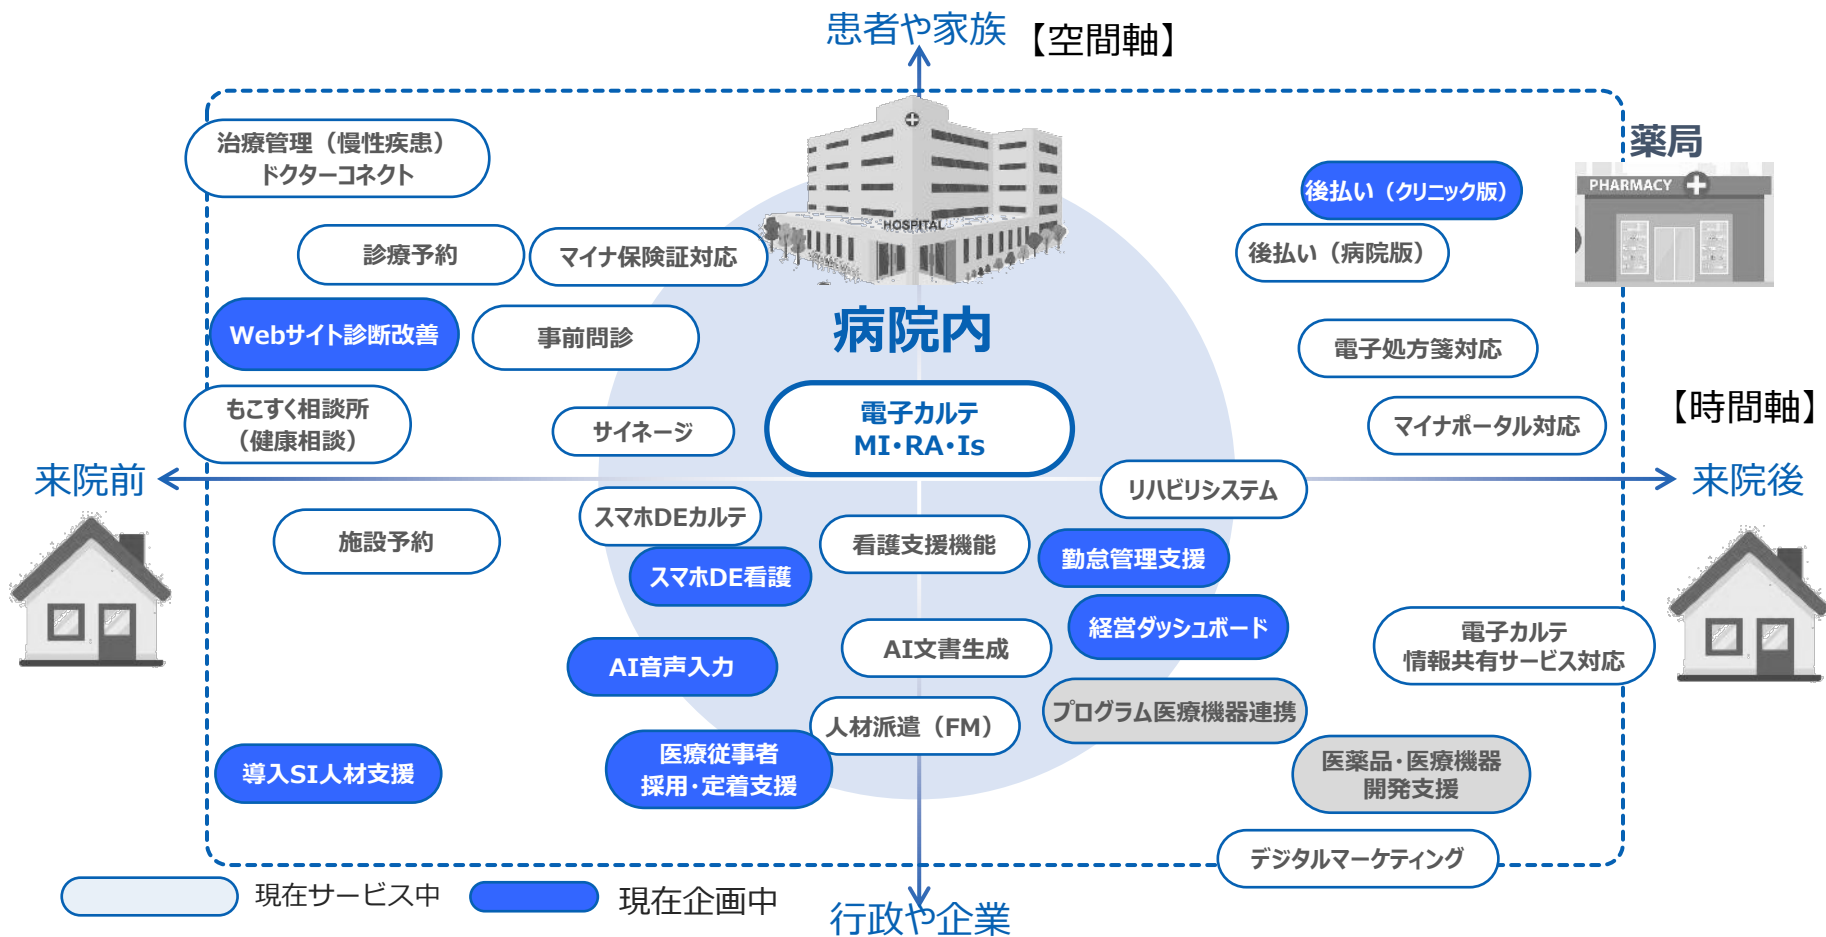 患者や家族
【空間軸】
治療管理（慢性疾患）
ドクターコネクト
薬局
PHARMACY
後払い（クリニック版）
HOSPITAL
診療予約
マイナ保険証対応
後払い（病院版）
Webサイト診断改善
事前問診
病院内
電子処方箋対応
もこすく相談所
（健康相談）
サイネージ
電子カルテ
MI・RA・Is
マイナポータル対応
【時間軸】
来院前
来院後
リハビリシステム
スマホDEカルテ
施設予約
看護支援機能
勤怠管理支援
スマホDE看護
経営ダッシュボード
電子カルテ
情報共有サービス対応
AI文書生成
AI音声入力
プログラム医療機器連携
人材派遣（FM）
導入SI人材支援
医療従事者
採用・定着支援
医薬品・医療機器
開発支援
デジタルマーケティング
現在サービス中
現在企画中
行政や企業